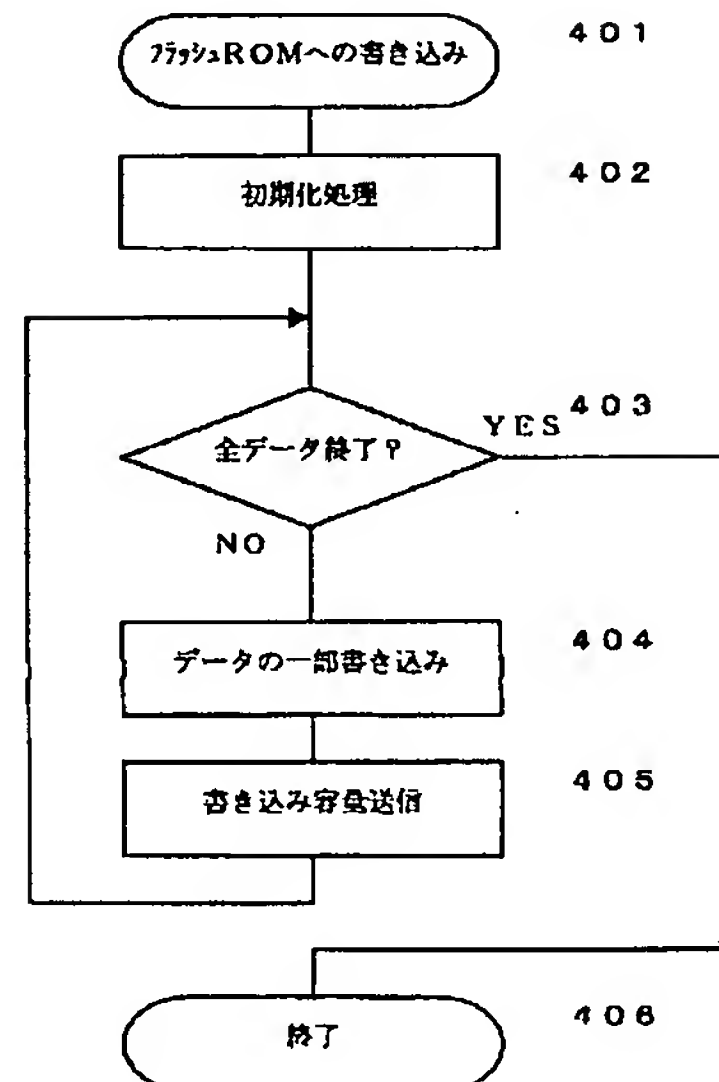 401
フラッシュROMへの書き込み
402
初期化処理
403
YES
全データ終了?
NO
404
データの一部書き込み
405
書き込み容量送信
406
終了